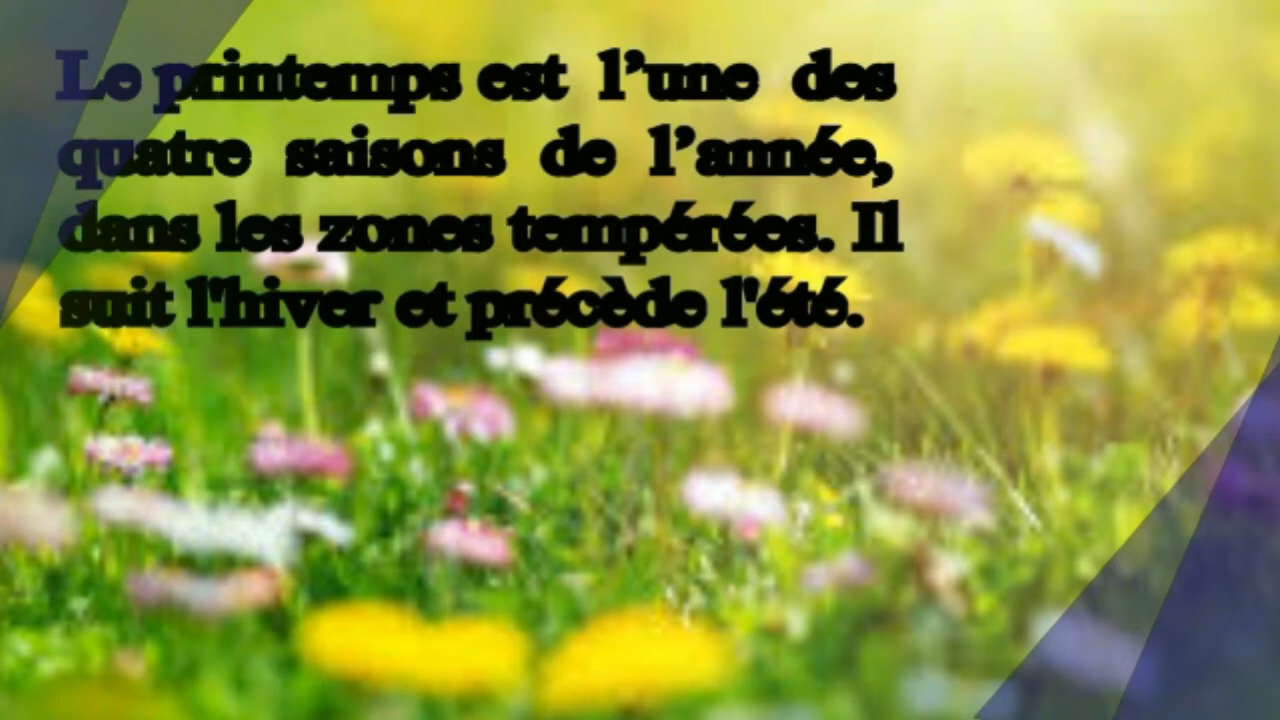 Le printemps est l’une des
quatre saisons de l’année,
dans les zones tempérées. Il
suit l'hiver et précède l'été.